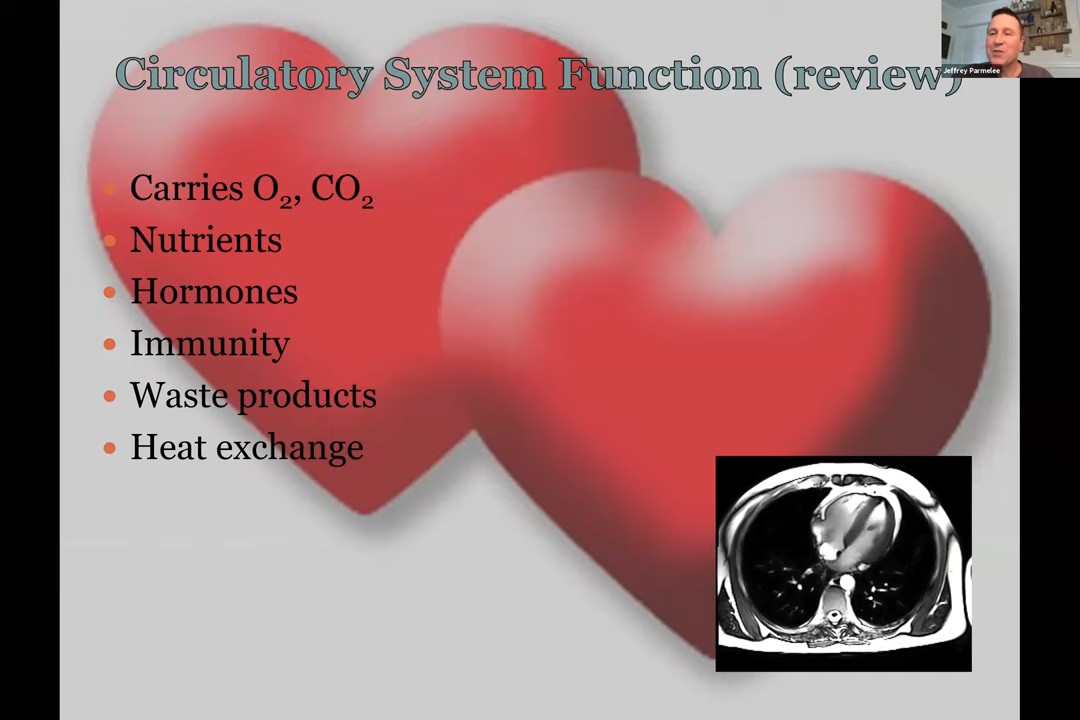 Circulatory System Function (review)
Jeffrey Parmelee
Carries O₂, CO₂
Nutrients
Hormones
Immunity
Waste products
Heat exchange